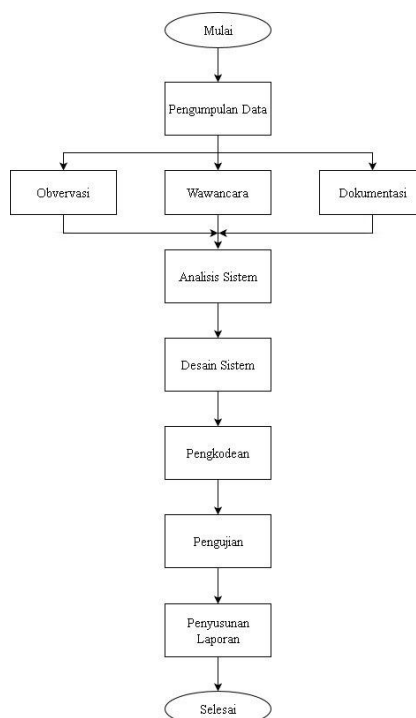 Mulai
Pengumpulan Data
Obvervasi
Wawancara
Dokumentasi
Analisis Sistem
Desain Sistem
Pengkodean
Pengujian
Penyusunan
Laporan
Selesai